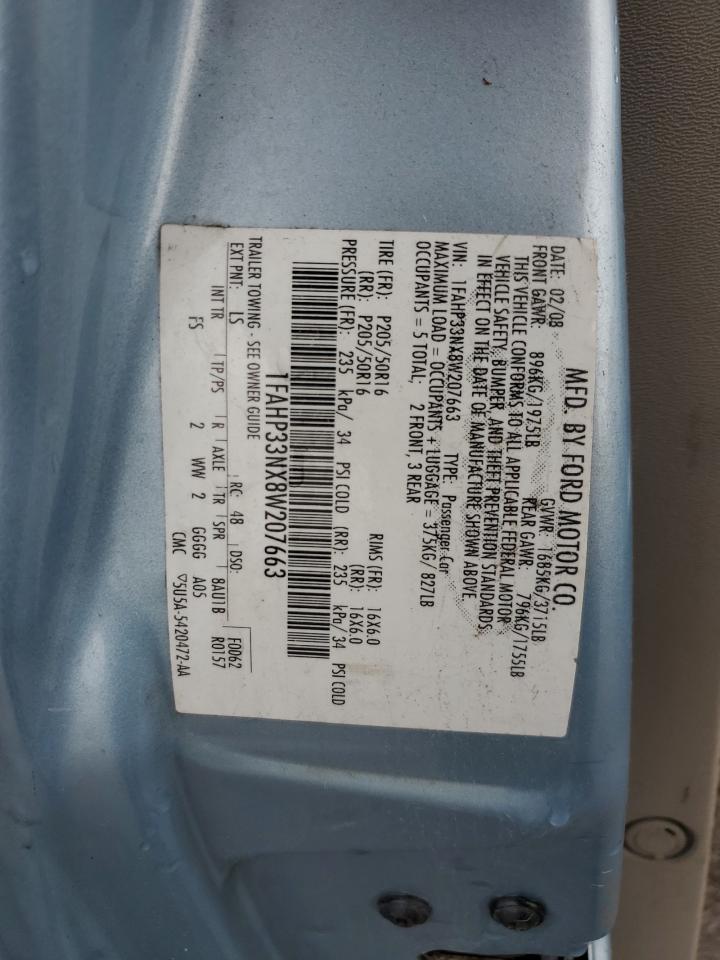 MFD. BY FORD MOTOR CO.
DATE: 02/08 GVWR: 1685KG/3715LB
FRONT GAWR: 896KG/1975LB REAR GAWR: 796KG/1755LB
THIS VEHICLE CONFORMS TO ALL APPLICABLE FEDERAL MOTOR
VEHICLE SAFETY, BUMPER, AND THEFT PREVENTION STANDARDS
IN EFFECT ON THE DATE OF MANUFACTURE SHOWN ABOVE.
VIN: 1FAHP33NX8W207663 TYPE: Passenger Car
MAXIMUM LOAD = OCCUPANTS + LUGGAGE = 375KG/ 827LB
OCCUPANTS = 5 TOTAL; 2 FRONT, 3 REAR
TIRE (FR): P205/50R16 RIMS (FR): 16X6.0
(RR): P205/50R16 (RR): 16X6.0
PRESSURE (FR): 235 kPa/ 34 PSI COLD (RR): 235 kPa/ 34 PSI COLD
1FAHP33NX8W207663
TRAILER TOWING - SEE OWNER GUIDE
EXT PNT: LS RC: 48 DSO: F0062
INT TR TP/PS R AXLE TR SPR 8AU1B R0157
FS 2 WW 2 GGGG A05
CMC ▽5U5A-5420472-AA